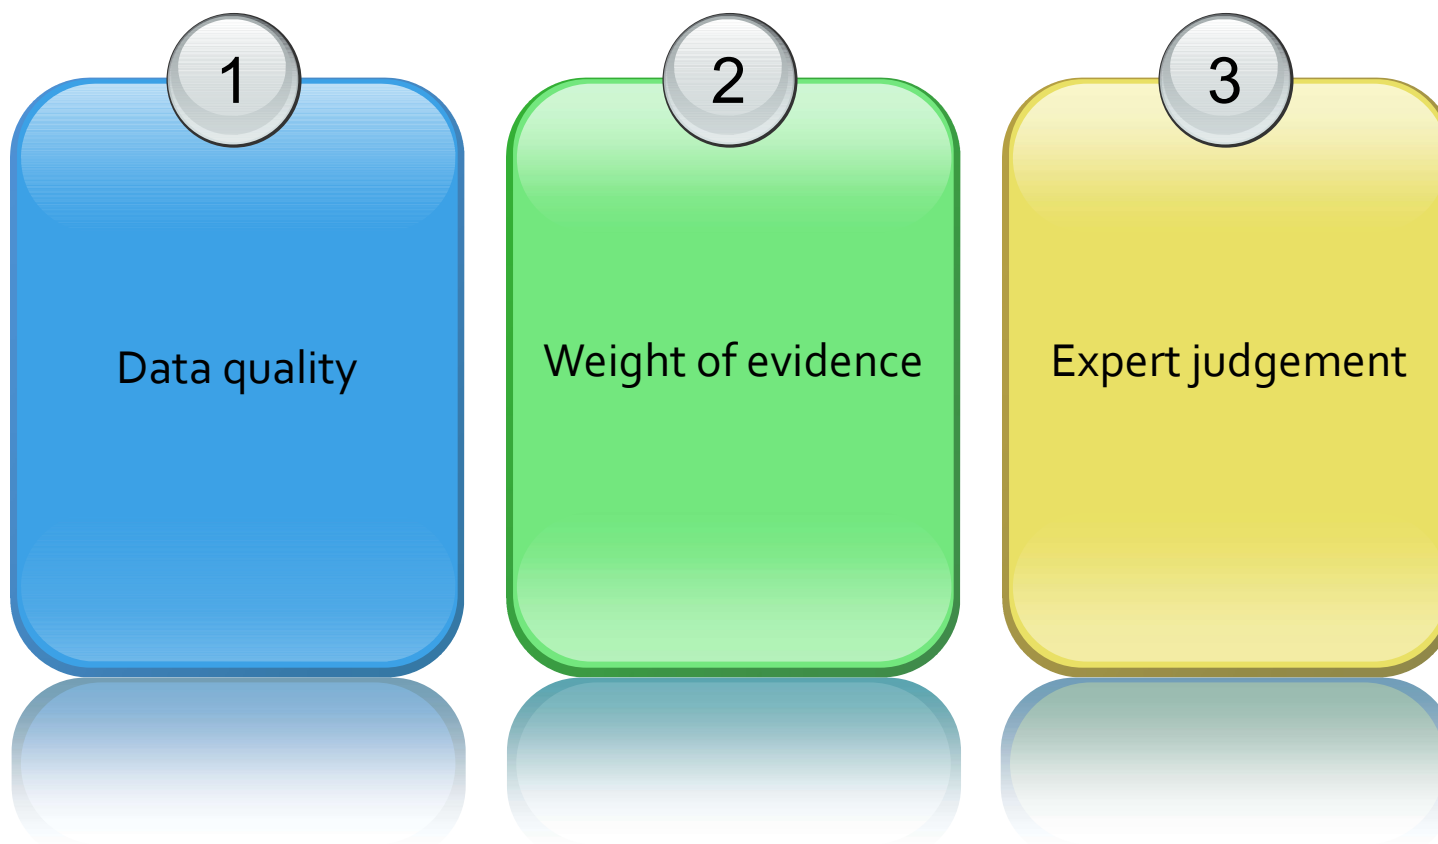 1
Data quality
2
Weight of evidence
3
Expert judgement